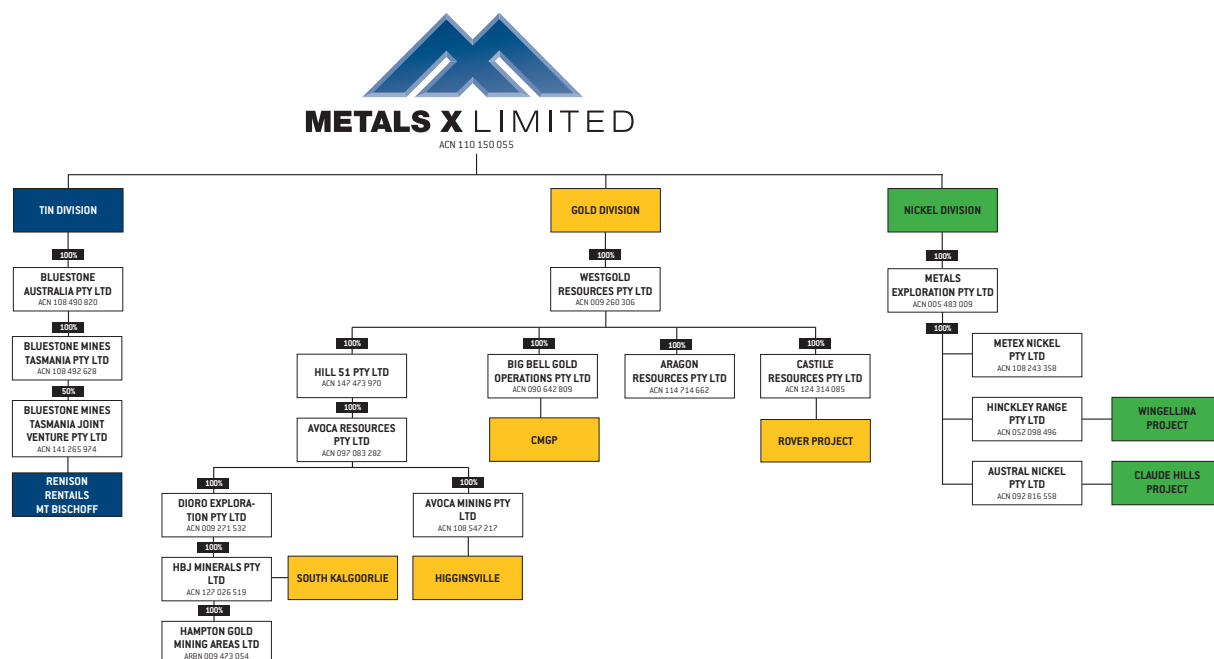 METALS X LIMITED
ACN 110 150 055
TIN DIVISION
GOLD DIVISION
NICKEL DIVISION
100%
BLUESTONE
AUSTRALIA PTY LTD
ACN 108 490 820
100%
BLUESTONE MINES
TASMANIA PTY LTD
ACN 108 492 628
50%
BLUESTONE MINES
TASMANIA JOINT
VENTURE PTY LTD
ACN 141 265 974
RENISON
RENTAILS
MT BISCHOFF
100%
WESTGOLD
RESOURCES PTY LTD
ACN 009 260 306
100%
HILL 51 PTY LTD
ACN 147 473 970
100%
AVOCA RESOURCES
PTY LTD
ACN 097 083 282
100%
DIORO EXPLORA-
TION PTY LTD
ACN 009 271 532
100%
HBJ MINERALS PTY
LTD
ACN 127 026 519
SOUTH KALGOORLIE
100%
HAMPTON GOLD
MINING AREAS LTD
ARBN 009 473 054
100%
AVOCA MINING PTY
LTD
ACN 108 547 217
HIGGINSVILLE
100%
BIG BELL GOLD
OPERATIONS PTY LTD
ACN 090 642 809
CMGP
100%
ARAGON
RESOURCES PTY LTD
ACN 114 714 662
100%
CASTILE
RESOURCES PTY LTD
ACN 124 314 085
ROVER PROJECT
100%
METALS
EXPLORATION PTY LTD
ACN 005 483 009
100%
METEX NICKEL
PTY LTD
ACN 108 243 358
HINCKLEY RANGE
PTY LTD
ACN 052 098 496
WINGELLINA
PROJECT
AUSTRAL NICKEL
PTY LTD
ACN 092 816 558
CLAUDE HILLS
PROJECT